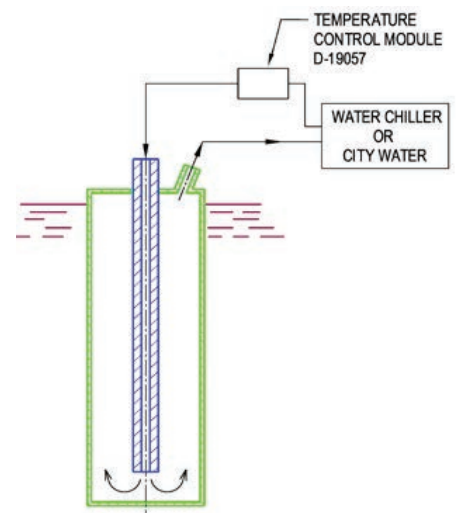 TEMPERATURE
CONTROL MODULE
D-19057
WATER CHILLER
OR
CITY WATER